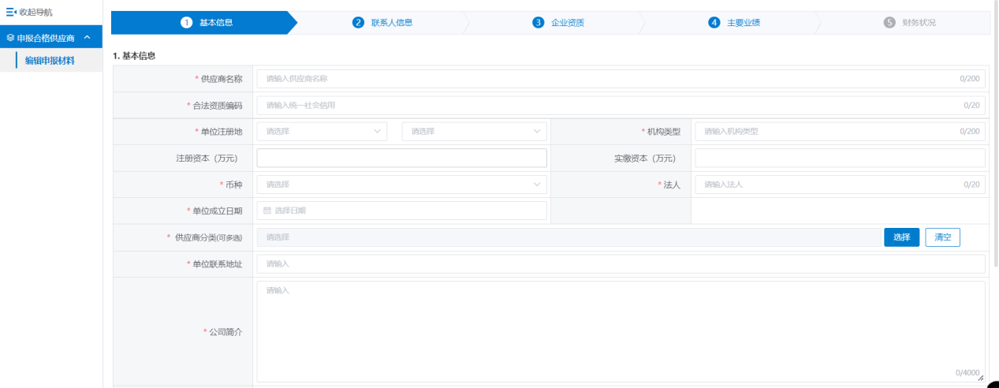 收起导航
申报合格供应商
编辑申报材料
1 基本信息
2 联系人信息
3 企业资质
4 主要业绩
5 财务状况
1. 基本信息
* 供应商名称 请输入供应商名称 0/200
* 合法资质编码 请输入统一社会信用 0/20
* 单位注册地 请选择 请选择 * 机构类型 请输入机构类型 0/200
注册资本（万元） 实缴资本（万元）
* 币种 请选择 * 法人 请输入法人 0/20
* 单位成立日期 选择日期
* 供应商分类(可多选) 请选择 选择 清空
* 单位联系地址 请输入
* 公司简介 请输入
0/4000